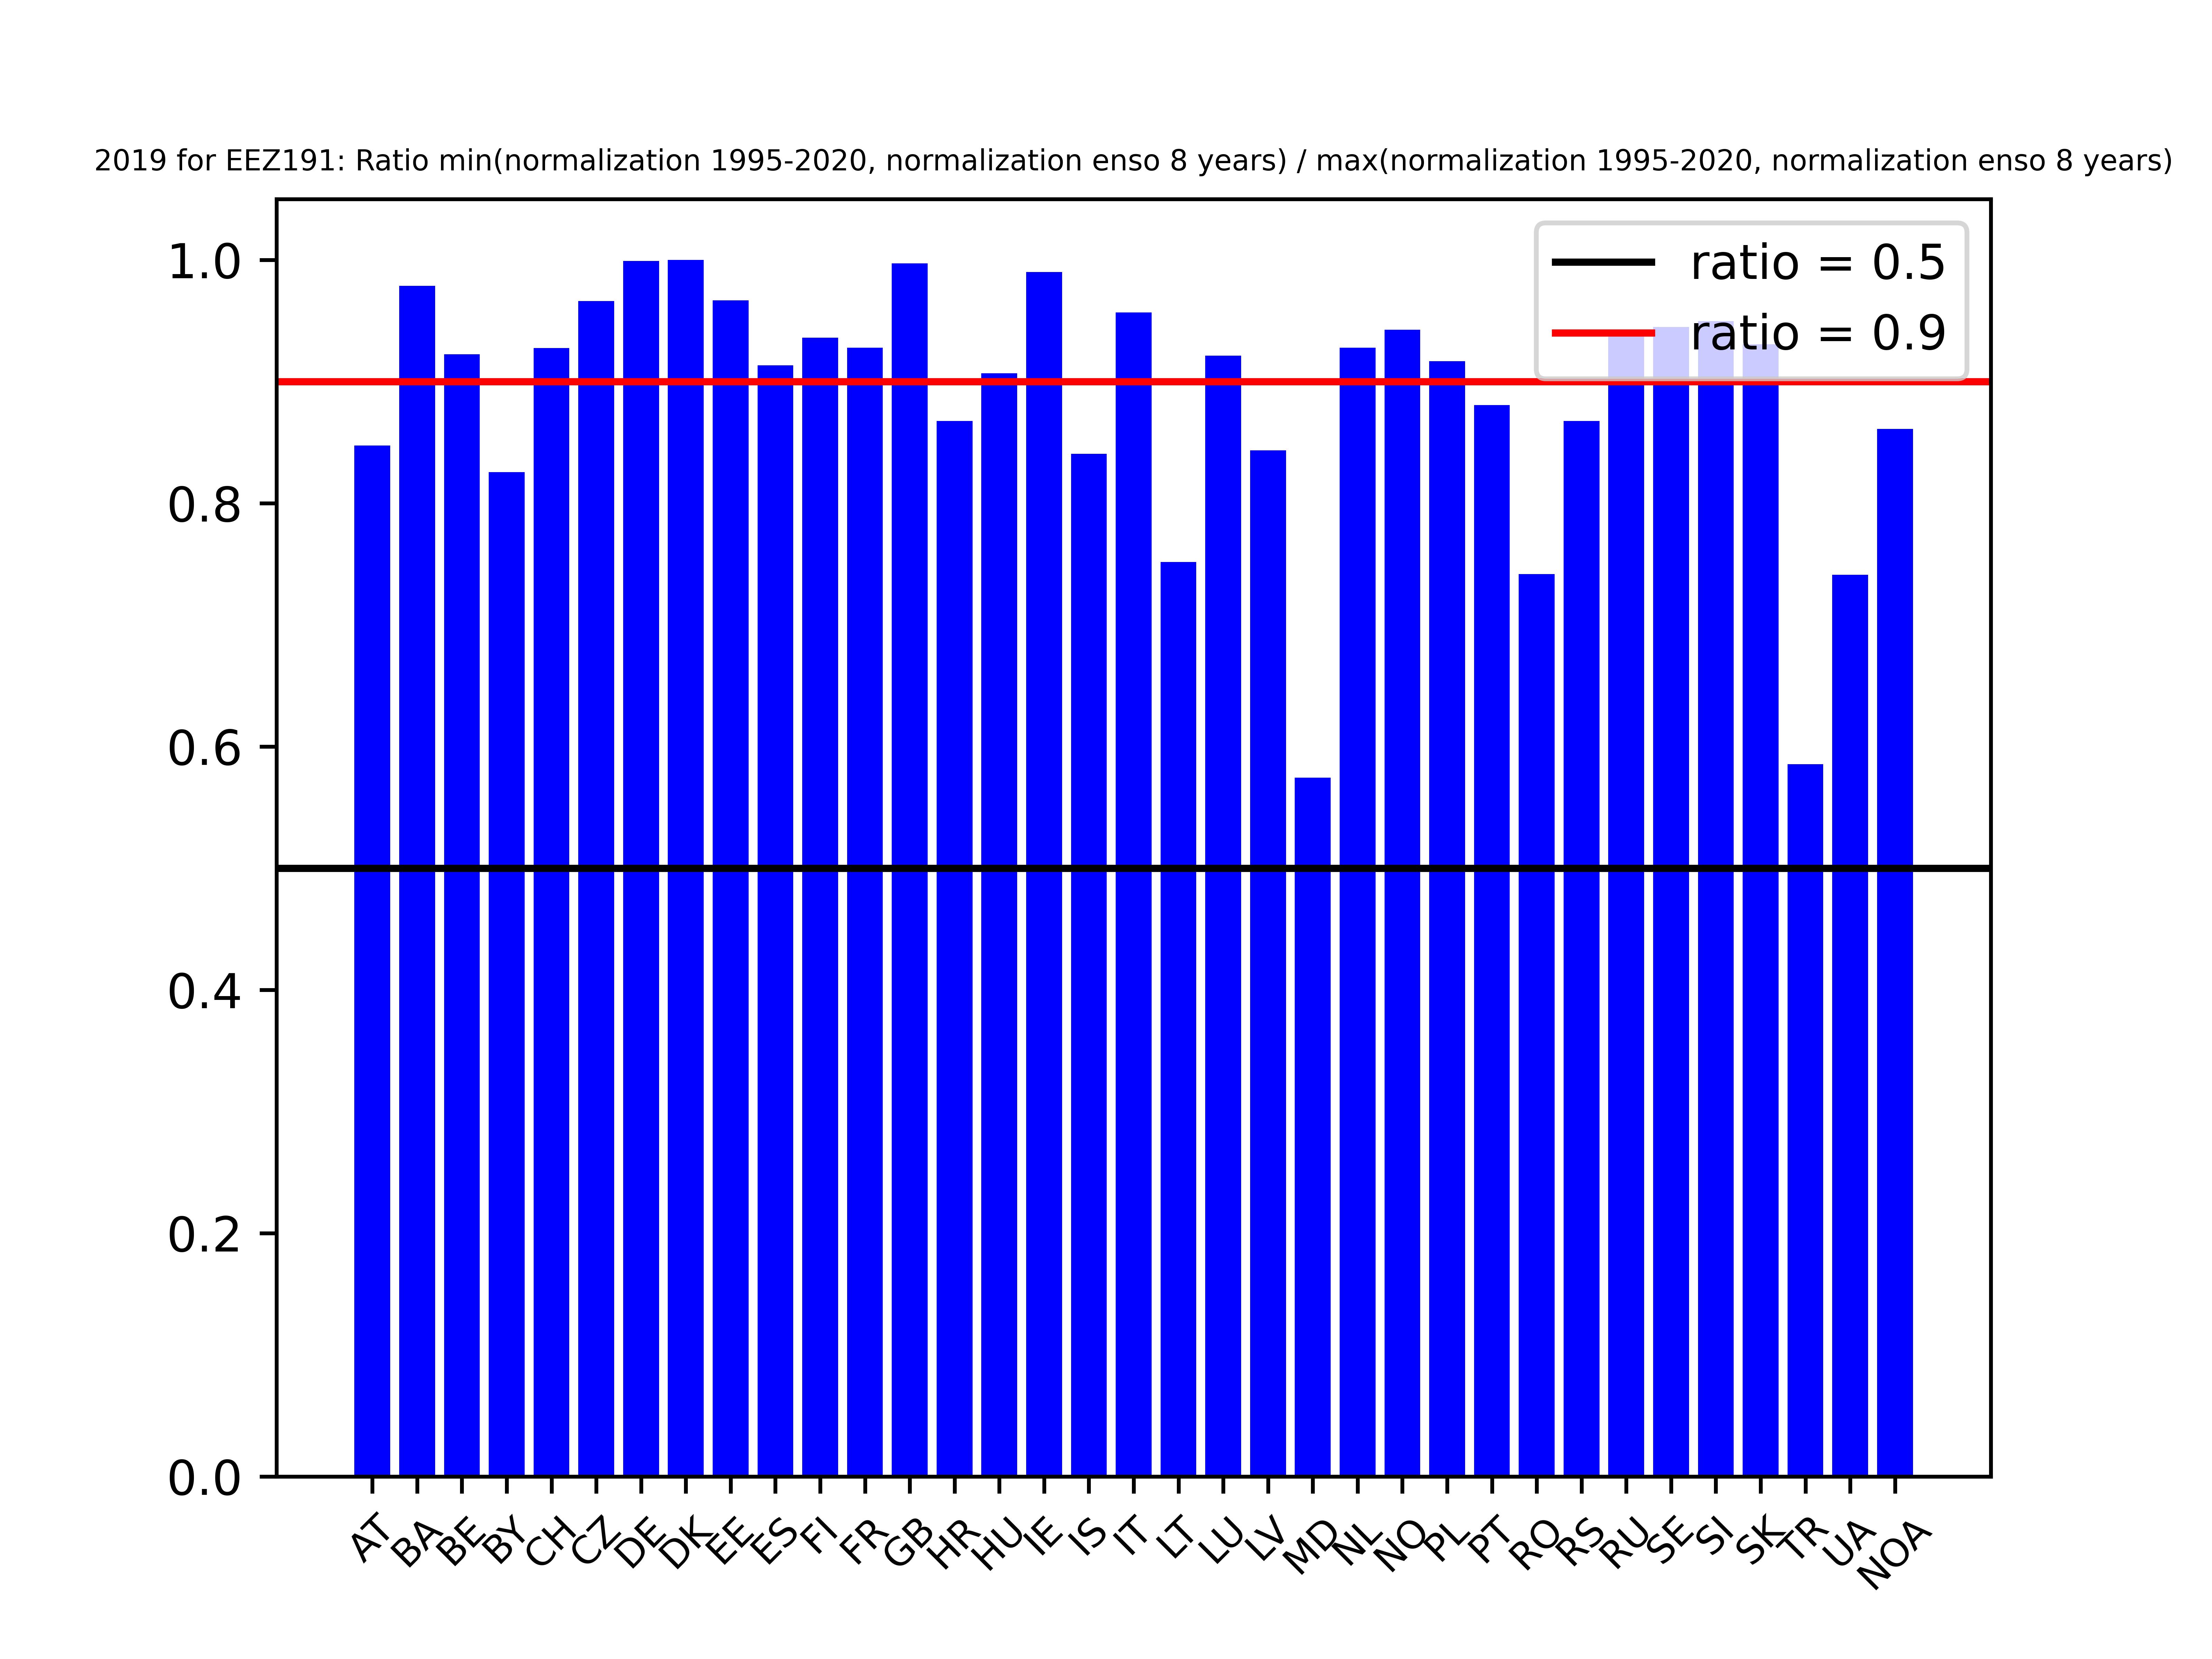 2019 for EEZ191: Ratio min(normalization 1995-2020, normalization enso 8 years) / max(normalization 1995-2020, normalization enso 8 years)
ratio = 0.5
ratio = 0.9
1.0
0.8
0.6
0.4
0.2
0.0
AT BA BE BY CH CZ DE DK EE ES FI FR GB HR HU IE IS IT LT LU LV MD NL NO PL PT RO RS RU SE SI SK TR UA NOA